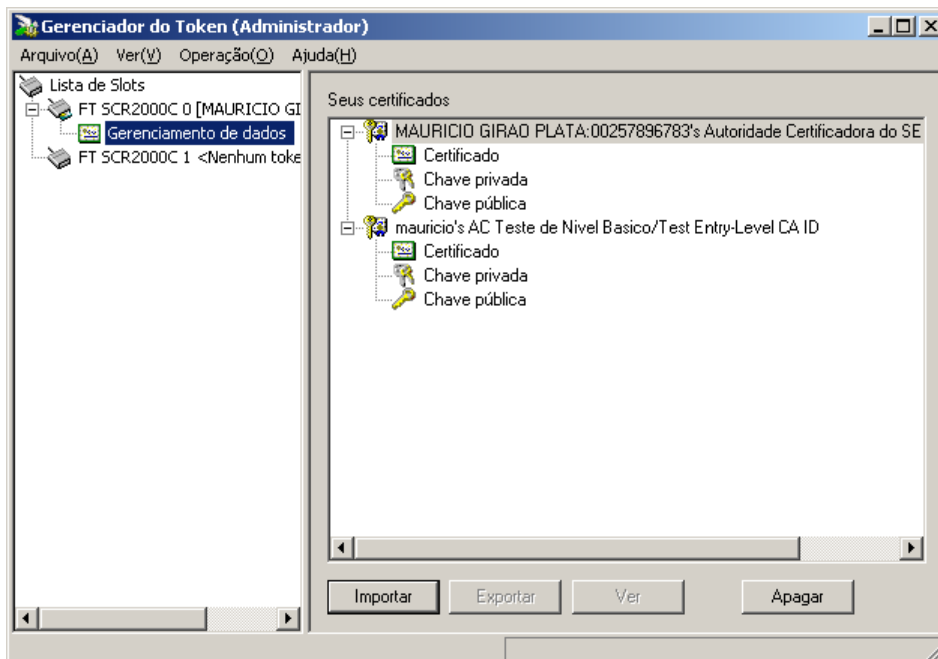 Gerenciador do Token (Administrador)
Arquivo(A) Ver(V) Operação(O) Ajuda(H)
Lista de Slots
FT SCR2000C 0 [MAURICIO GI
Gerenciamento de dados
FT SCR2000C 1 <Nenhum toke
Seus certificados
MAURICIO GIRAO PLATA:00257896783's Autoridade Certificadora do SE
Certificado
Chave privada
Chave pública
mauricio's AC Teste de Nivel Basico/Test Entry-Level CA ID
Certificado
Chave privada
Chave pública
Importar Exportar Ver Apagar